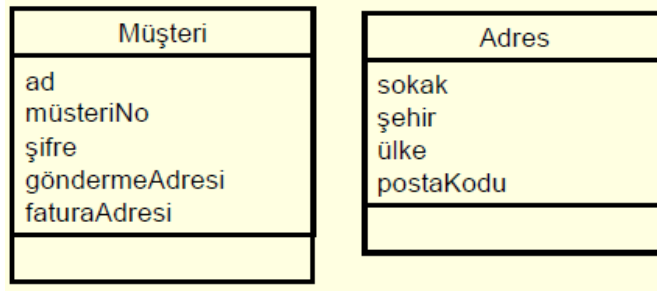 Müşteri
ad
müsteriNo
şifre
göndermeAdresi
faturaAdresi
Adres
sokak
şehir
ülke
postaKodu